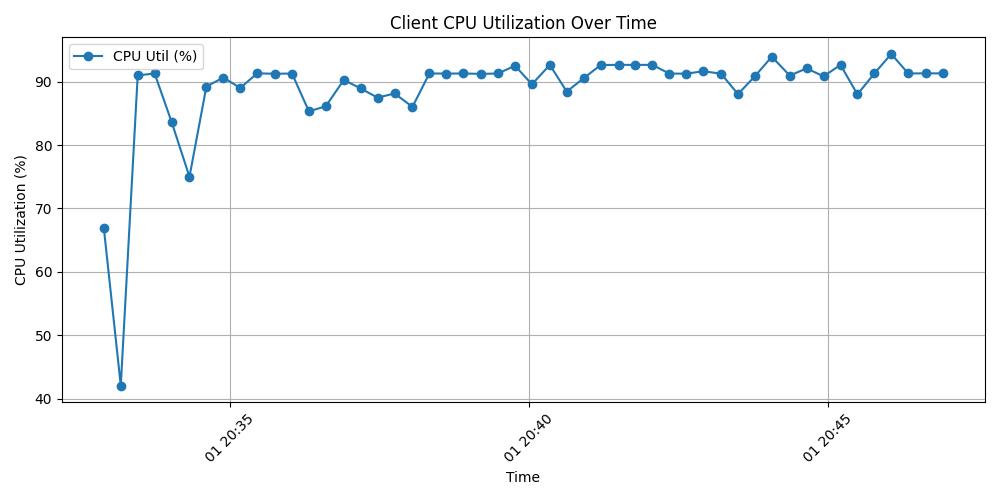 Client CPU Utilization Over Time
CPU Util (%)
CPU Utilization (%)
90
80
70
60
50
40
01 20:35
01 20:40
01 20:45
Time